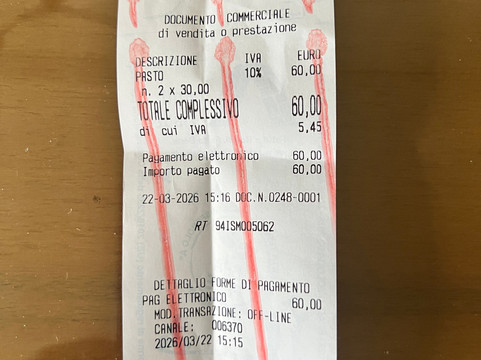 DOCUMENTO COMMERCIALE
di vendita o prestazione
DESCRIZIONE IVA EURO
PASTO 10% 60,00
n. 2 x 30,00
TOTALE COMPLESSIVO 60,00
di cui IVA 5,45
Pagamento elettronico 60,00
Importo pagato 60,00
22-03-2026 15:16 DOC.N.0248-0001
RT 94ISM005062
DETTAGLIO FORME DI PAGAMENTO
PAG ELETTRONICO 60,00
MOD.TRANSAZIONE: OFF-LINE
CANALE: 006370
2026/03/22 15:15